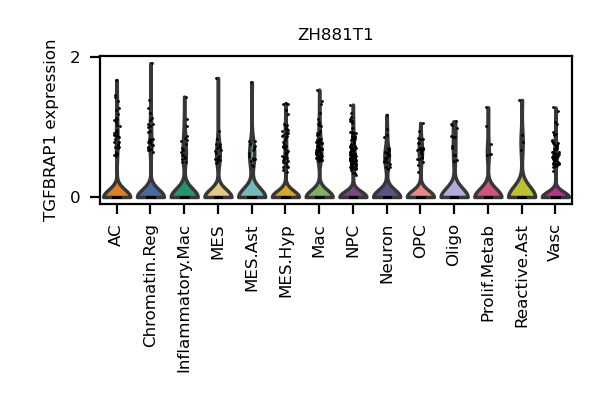 ZH881T1
TGFBRAP1 expression
2
0
AC
Chromatin.Reg
Inflammatory.Mac
MES
MES.Ast
MES.Hyp
Mac
NPC
Neuron
OPC
Oligo
Prolif.Metab
Reactive.Ast
Vasc